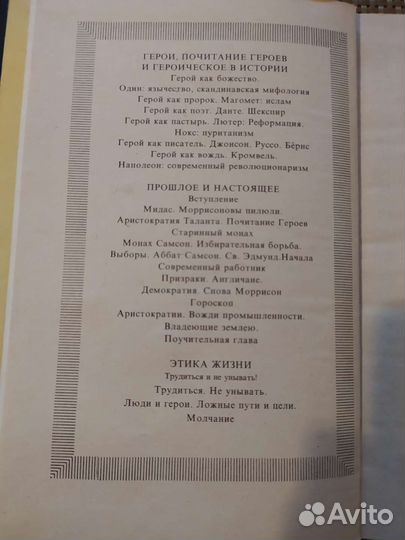 ГЕРОИ, ПОЧИТАНИЕ ГЕРОЕВ
И ГЕРОИЧЕСКОЕ В ИСТОРИИ
Герой как божество.
Один: язычество, скандинавская мифология
Герой как пророк. Магомет: ислам
Герой как поэт. Данте. Шекспир
Герой как пастырь. Лютер: Реформация.
Нокс: пуританизм
Герой как писатель. Джонсон. Руссо. Бёрнс
Герой как вождь. Кромвель.
Наполеон: современный революционаризм
ПРОШЛОЕ И НАСТОЯЩЕЕ
Вступление
Мидас. Моррисоновы пилюли.
Аристократия Таланта. Почитание Героев
Старинный монах
Монах Самсон. Избирательная борьба.
Выборы. Аббат Самсон. Св. Эдмунд.Начала
Современный работник
Призраки. Англичане.
Демократия. Снова Моррисон
Гороскоп
Аристократии. Вожди промышленности.
Владеющие землею.
Поучительная глава
ЭТИКА ЖИЗНИ
Трудиться и не унывать!
Трудиться. Не унывать.
Люди и герои. Ложные пути и цели.
Молчание
Avito